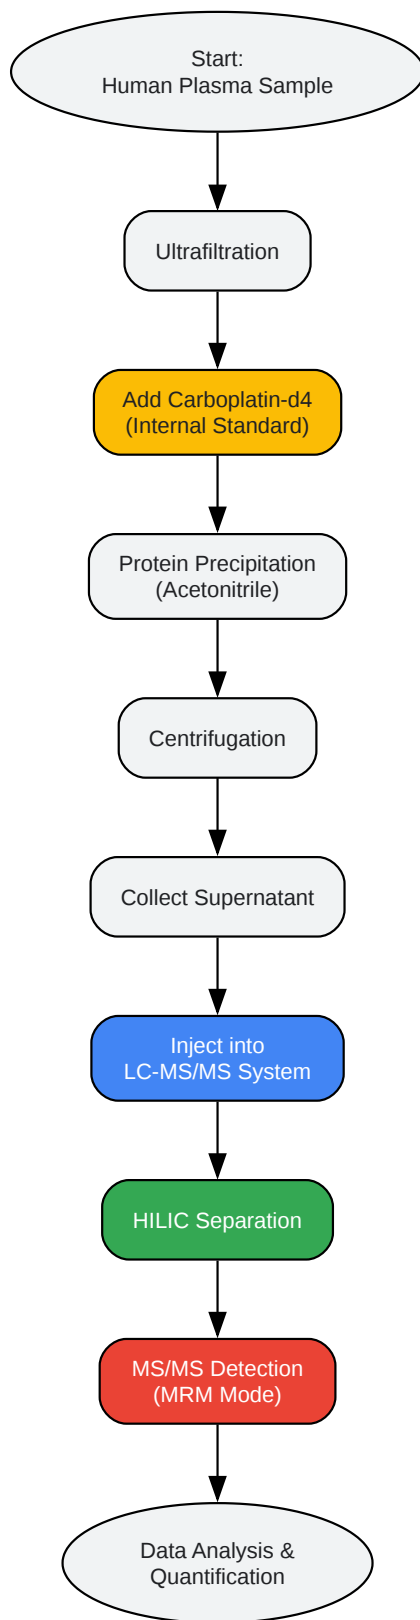 Start:
Human Plasma Sample
Ultrafiltration
Add Carboplatin-d4
(Internal Standard)
Protein Precipitation
(Acetonitrile)
Centrifugation
Collect Supernatant
Inject into
LC-MS/MS System
HILIC Separation
MS/MS Detection
(MRM Mode)
Data Analysis &
Quantification